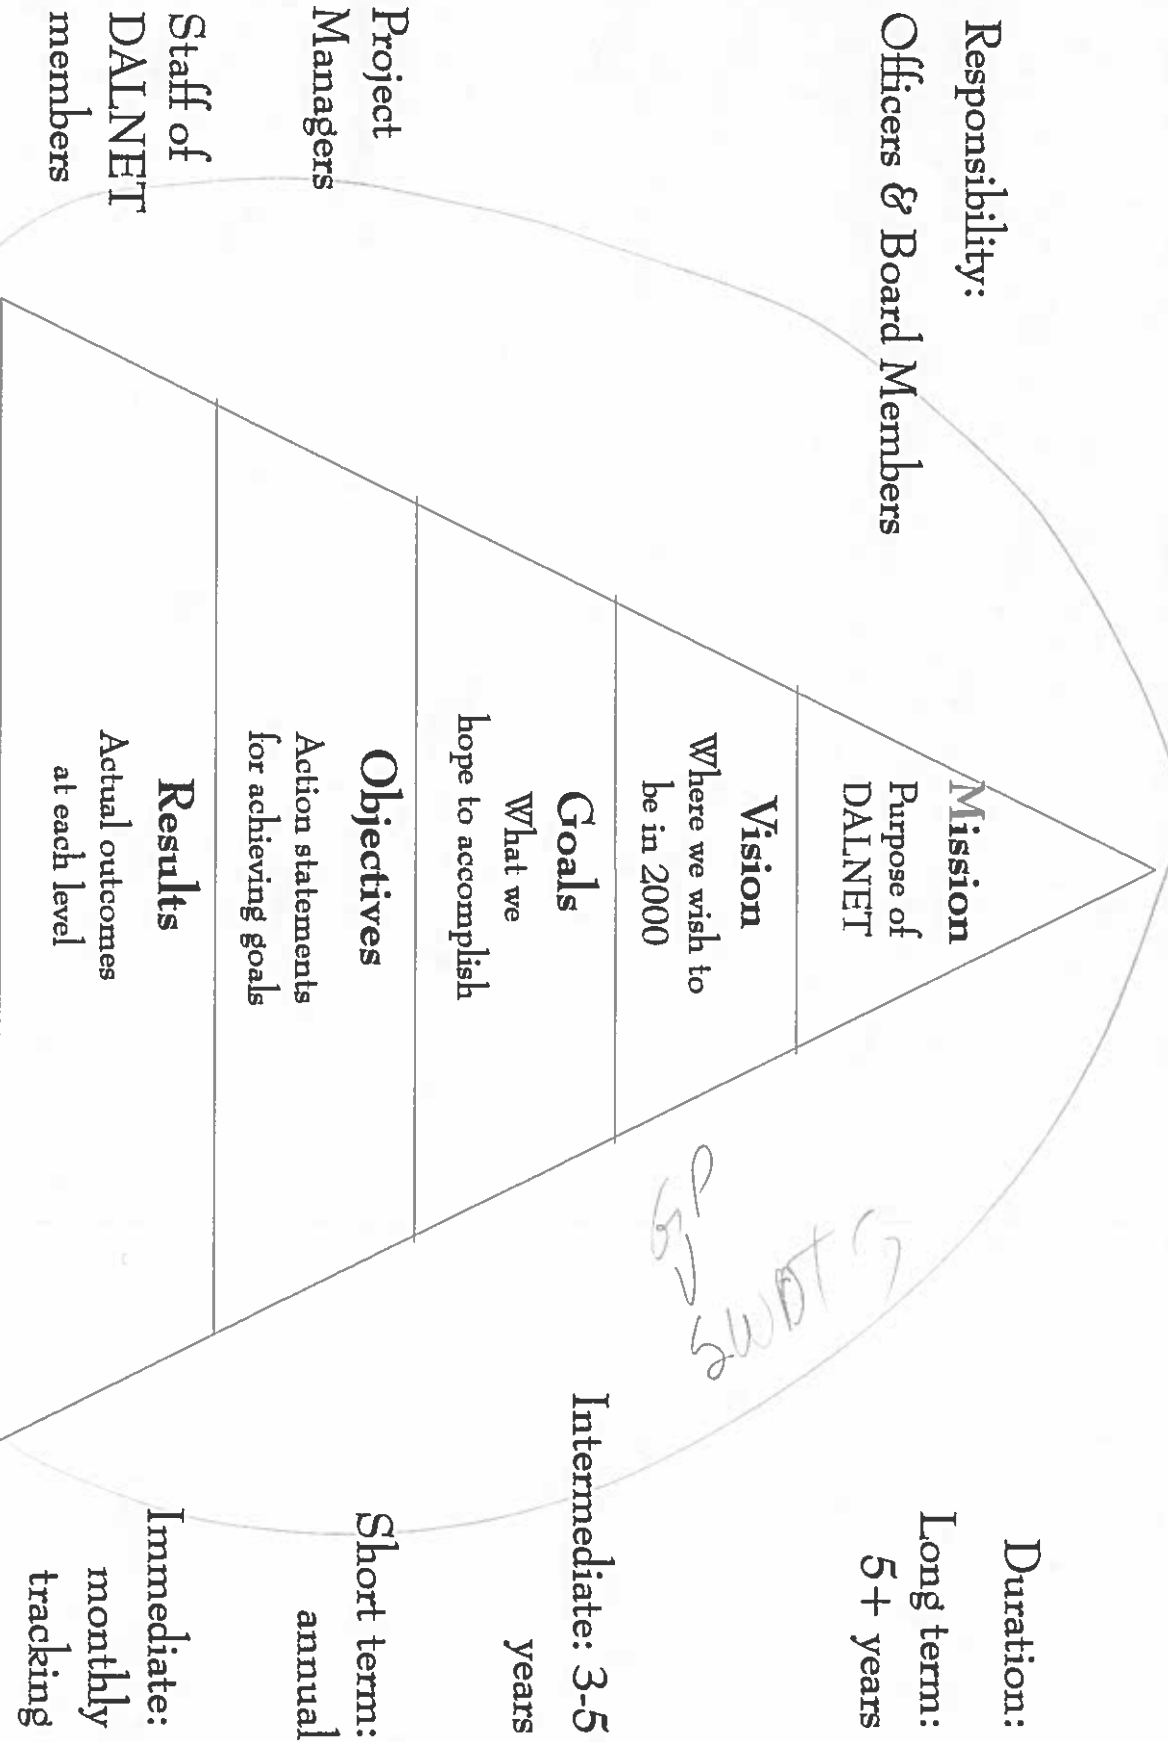 Responsibility:
Officers & Board Members
Project
Managers
Staff of
DALNET
members
Mission
Purpose of
DALNET
Vision
Where we wish to
be in 2000
Goals
What we
hope to accomplish
Objectives
Action statements
for achieving goals
Results
Actual outcomes
at each level
SWOT
Duration:
Long term:
5+ years
Intermediate: 3-5
years
Short term:
annual
Immediate:
monthly
tracking